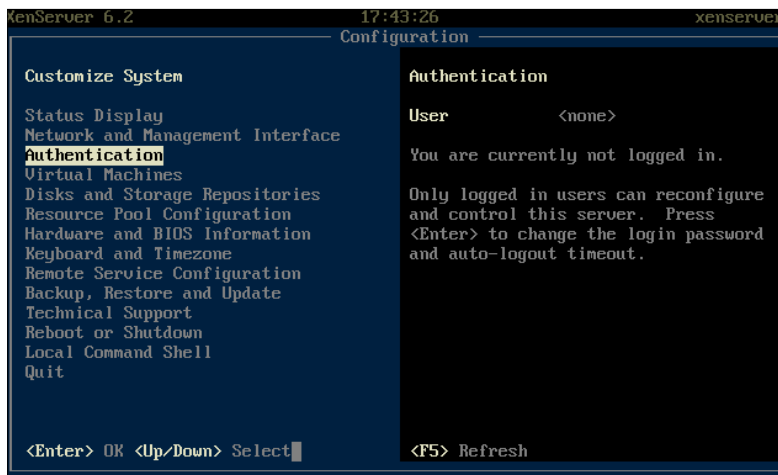 XenServer 6.2 17:43:26 xenserver
Configuration
Customize System
Status Display
Network and Management Interface
Authentication
Virtual Machines
Disks and Storage Repositories
Resource Pool Configuration
Hardware and BIOS Information
Keyboard and Timezone
Remote Service Configuration
Backup, Restore and Update
Technical Support
Reboot or Shutdown
Local Command Shell
Quit
<Enter> OK <Up/Down> Select
Authentication
User <none>
You are currently not logged in.
Only logged in users can reconfigure
and control this server. Press
<Enter> to change the login password
and auto-logout timeout.
<F5> Refresh